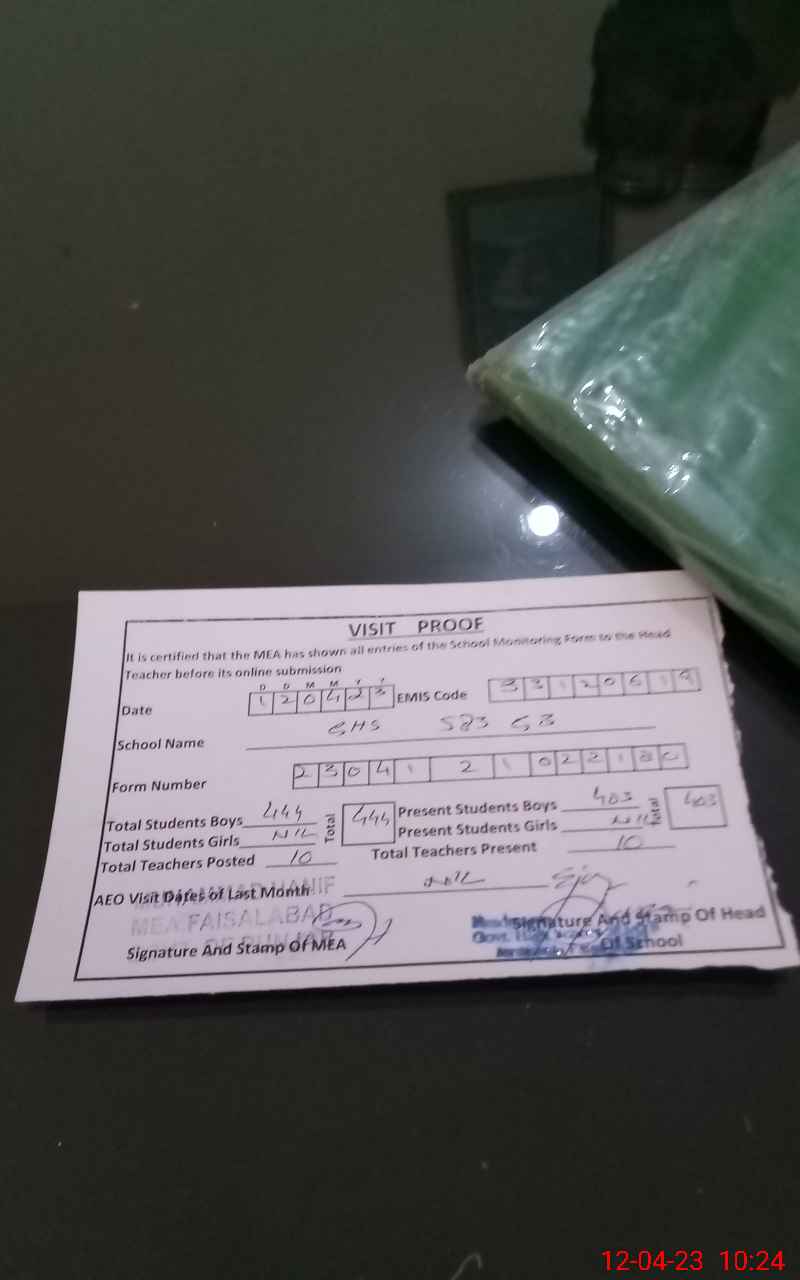 VISIT PROOF
It is certified that the MEA has shown all entries of the School Monitoring Form to the Head
Teacher before its online submission
D D M M Y Y
Date 1 2 0 4 2 3 EMIS Code 3 3 1 2 0 6 1 9
School Name GHS 583 GB
Form Number 2 3 0 4 1 2 1 0 2 2 1 8 0
Total Students Boys 444 Total 444 Present Students Boys 403 Total 403
Total Students Girls NIL Present Students Girls NIL
Total Teachers Posted 10 Total Teachers Present 10
AEO Visit Dates of Last Month NIL
HANIF
MEA FAISALABAD
Signature And Stamp Of MEA
Signature And Stamp Of Head
Of School
12-04-23 10:24